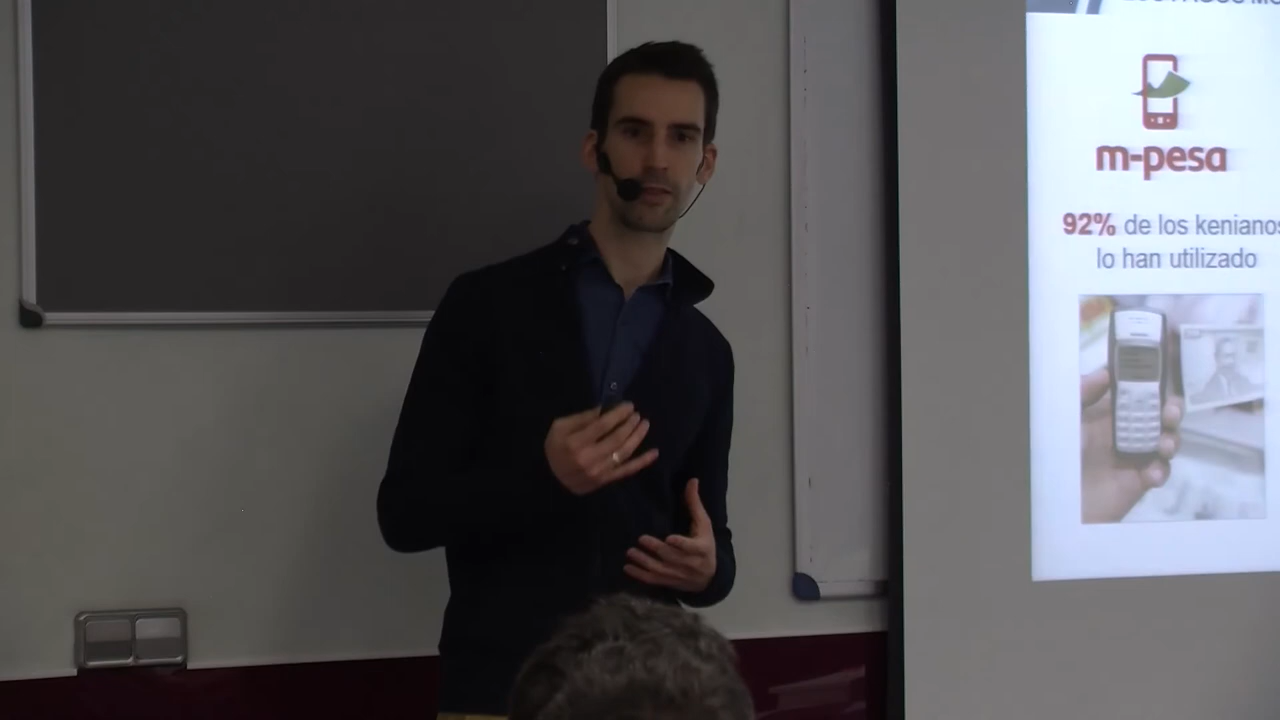 m-pesa
92% de los kenianos
lo han utilizado